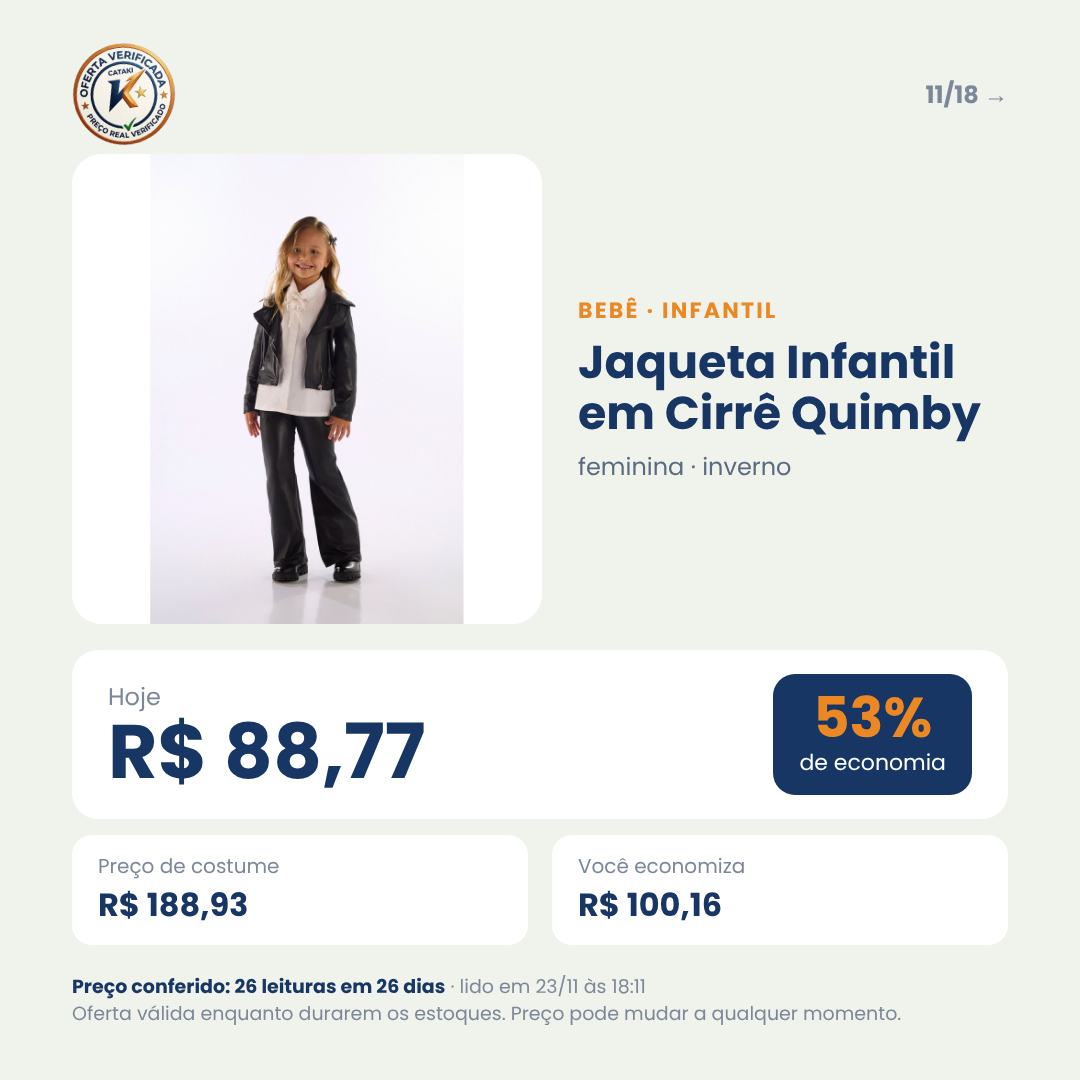 OFERTA VERIFICADA
CATAKI
PREÇO REAL VERIFICADO
11/18 →
BEBÊ · INFANTIL
Jaqueta Infantil
em Cirrê Quimby
feminina · inverno
Hoje
R$ 88,77
53%
de economia
Preço de costume
R$ 188,93
Você economiza
R$ 100,16
Preço conferido: 26 leituras em 26 dias · lido em 23/11 às 18:11
Oferta válida enquanto durarem os estoques. Preço pode mudar a qualquer momento.